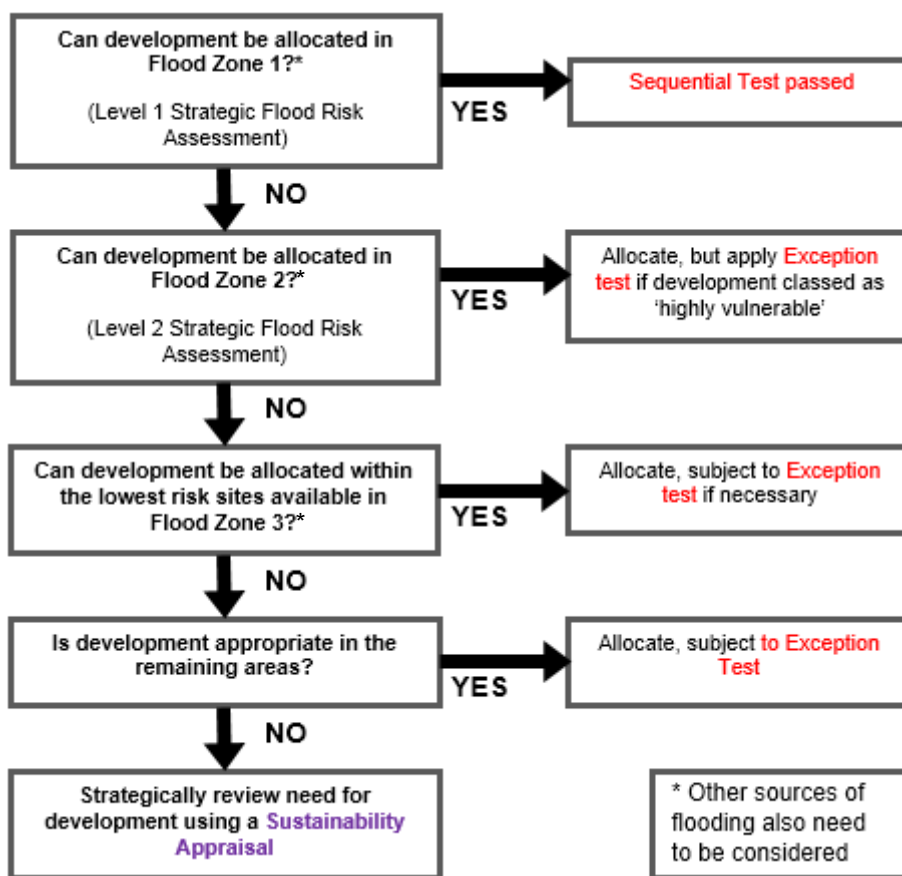 Can development be allocated in
Flood Zone 1?*
(Level 1 Strategic Flood Risk
Assessment)
YES
Sequential Test passed
NO
Can development be allocated in
Flood Zone 2?*
(Level 2 Strategic Flood Risk
Assessment)
YES
Allocate, but apply Exception
test if development classed as
‘highly vulnerable’
NO
Can development be allocated within
the lowest risk sites available in
Flood Zone 3?*
YES
Allocate, subject to Exception
test if necessary
NO
Is development appropriate in the
remaining areas?
YES
Allocate, subject to Exception
Test
NO
Strategically review need for
development using a Sustainability
Appraisal
* Other sources of
flooding also need
to be considered